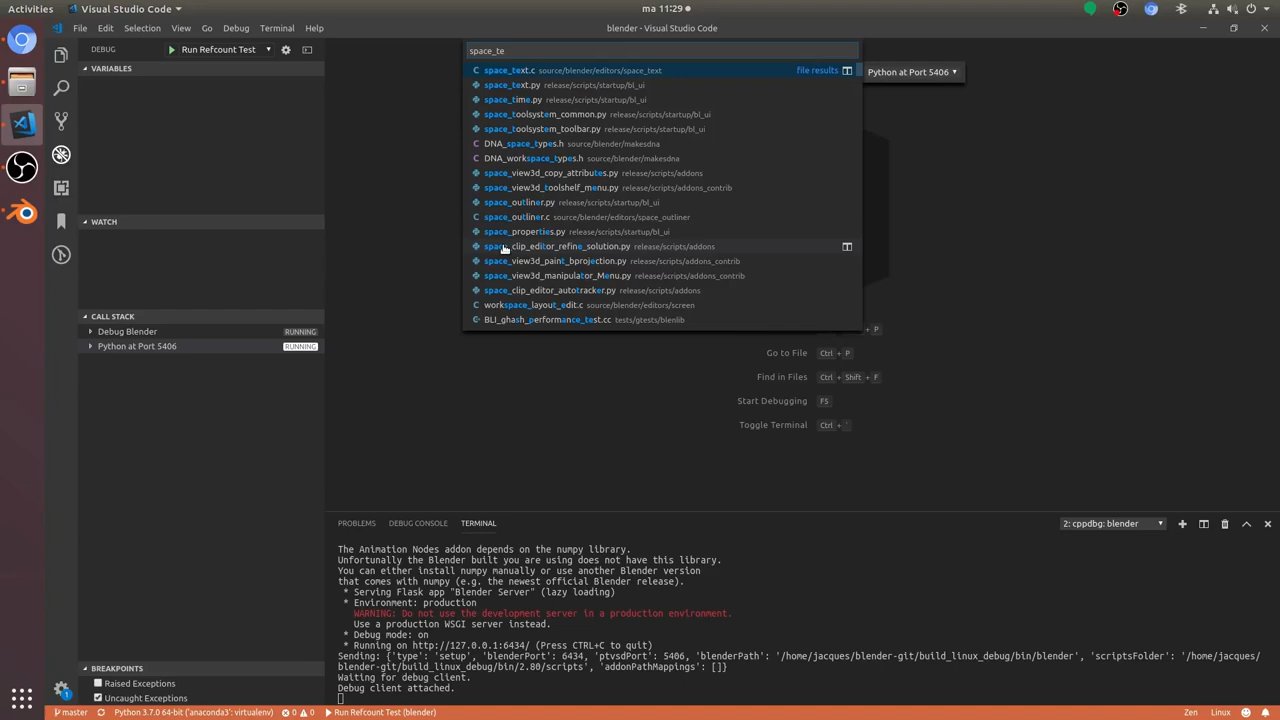 Activities
Visual Studio Code
ma 11:29
File Edit Selection View Go Debug Terminal Help
blender - Visual Studio Code
DEBUG
Run Refcount Test
VARIABLES
space_te
space_text.c source/blender/editors/space_text file results
Python at Port 5406
space_text.py release/scripts/startup/bl_ui
space_time.py release/scripts/startup/bl_ui
space_toolsystem_common.py release/scripts/startup/bl_ui
space_toolsystem_toolbar.py release/scripts/startup/bl_ui
DNA_space_types.h source/blender/makesdna
DNA_workspace_types.h source/blender/makesdna
space_view3d_copy_attributes.py release/scripts/addons
space_view3d_toolshelf_menu.py release/scripts/addons_contrib
space_outliner.py release/scripts/startup/bl_ui
space_outliner.c source/blender/editors/space_outliner
space_properties.py release/scripts/startup/bl_ui
space_clip_editor_refine_solution.py release/scripts/addons
space_view3d_paint_bprojection.py release/scripts/addons_contrib
space_view3d_manipulator_Menu.py release/scripts/addons_contrib
space_clip_editor_autotracker.py release/scripts/addons
workspace_layout_edit.c source/blender/editors/screen
BLI_ghash_performance_test.cc tests/gtests/blenlib
WATCH
CALL STACK
Debug Blender RUNNING
Python at Port 5406 RUNNING
+ P
Go to File Ctrl + P
Find in Files Ctrl + Shift + F
Start Debugging F5
Toggle Terminal Ctrl + `
PROBLEMS DEBUG CONSOLE TERMINAL
2: cppdbg: blender
The Animation Nodes addon depends on the numpy library.
Unfortunally the Blender built you are using does not have this library.
You can either install numpy manually or use another Blender version
that comes with numpy (e.g. the newest official Blender release).
* Serving Flask app "Blender Server" (lazy loading)
* Environment: production
WARNING: Do not use the development server in a production environment.
Use a production WSGI server instead.
* Debug mode: on
* Running on http://127.0.0.1:6434/ (Press CTRL+C to quit)
Sending: {'type': 'setup', 'blenderPort': 6434, 'ptvsdPort': 5406, 'blenderPath': '/home/jacques/blender-git/build_linux_debug/bin/blender', 'scriptsFolder': '/home/jacques/
blender-git/build_linux_debug/bin/2.80/scripts', 'addonPathMappings': []}
Waiting for debug client.
Debug client attached.
BREAKPOINTS
Raised Exceptions
Uncaught Exceptions
1
master
Python 3.7.0 64-bit ('anaconda3': virtualenv)
0 0
Run Refcount Test (blender)
Zen
Linux